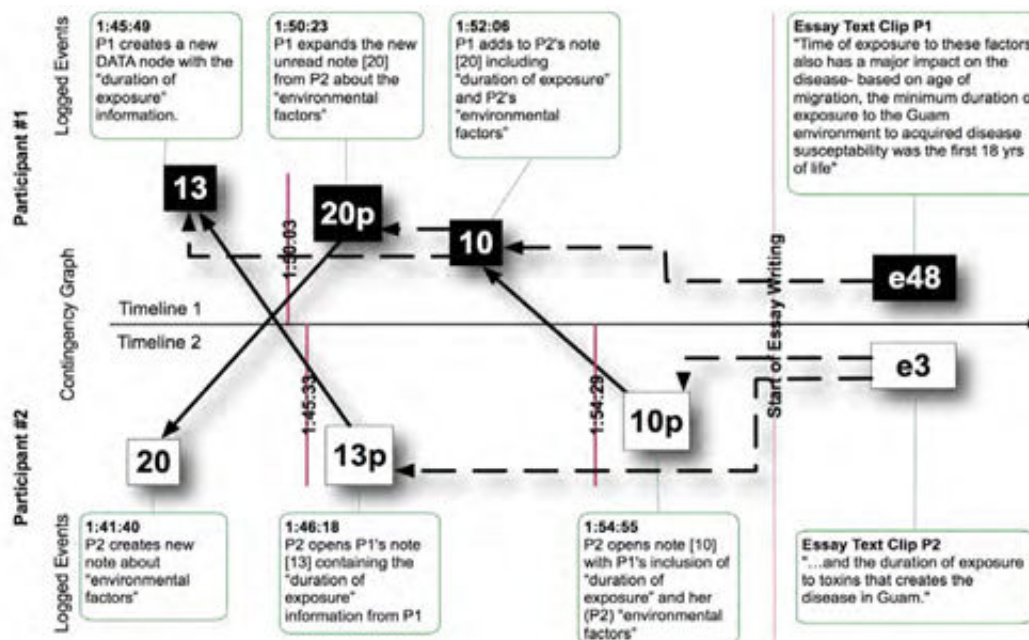 Participant #1
Logged Events
1:45:49
P1 creates a new
DATA node with the
"duration of
exposure"
information.
1:50:23
P1 expands the new
unread note [20]
from P2 about the
"environmental
factors"
1:52:06
P1 adds to P2's note
[20] including
"duration of exposure"
and P2's
"environmental
factors"
Essay Text Clip P1
"Time of exposure to these factors
also has a major impact on the
disease- based on age of
migration, the minimum duration o
exposure to the Guam
environment to acquired disease
susceptability was the first 18 yrs
of life"
13
20p
10
e48
1:50:03
Contingency Graph
Timeline 1
Timeline 2
Start of Essay Writing
1:45:33
1:54:29
e3
20
13p
10p
Participant #2
Logged Events
1:41:40
P2 creates new
note about
"environmental
factors"
1:46:18
P2 opens P1's note
[13] containing the
"duration of
exposure"
information from P1
1:54:55
P2 opens note [10]
with P1's inclusion of
"duration of
exposure" and her
(P2) "environmental
factors"
Essay Text Clip P2
"...and the duration of exposure
to toxins that creates the
disease in Guam."